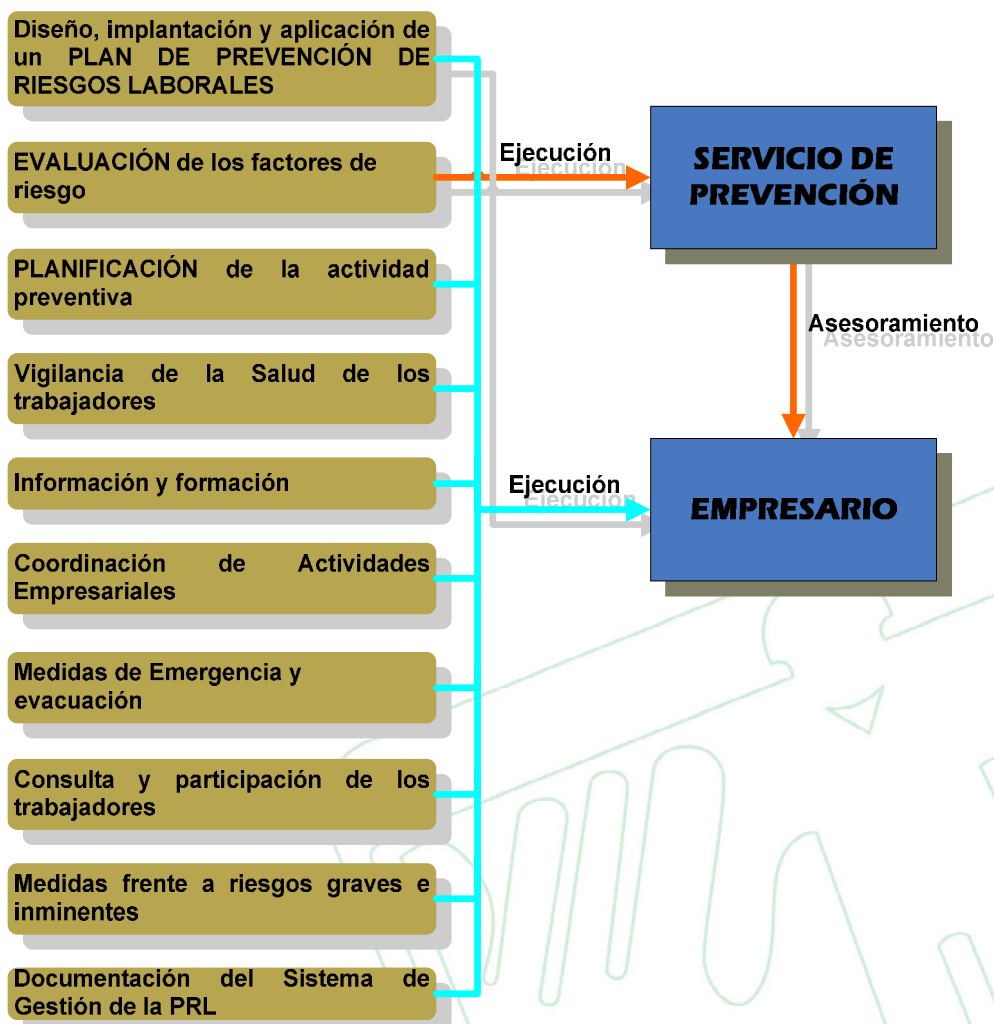 Diseño, implantación y aplicación de
un PLAN DE PREVENCIÓN DE
RIESGOS LABORALES
EVALUACIÓN de los factores de
riesgo
PLANIFICACIÓN de la actividad
preventiva
Vigilancia de la Salud de los
trabajadores
Información y formación
Coordinación de Actividades
Empresariales
Medidas de Emergencia y
evacuación
Consulta y participación de los
trabajadores
Medidas frente a riesgos graves e
inminentes
Documentación del Sistema de
Gestión de la PRL
Ejecución
SERVICIO DE
PREVENCIÓN
Asesoramiento
Ejecución
EMPRESARIO